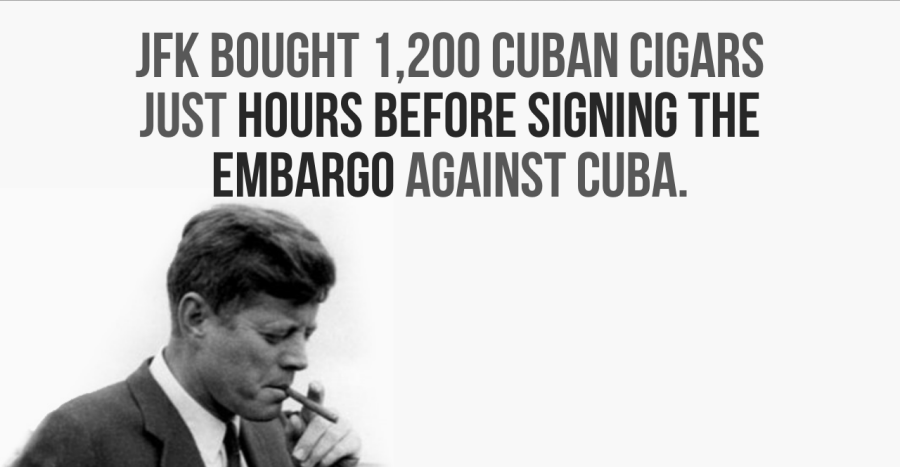 JFK BOUGHT 1,200 CUBAN CIGARS
JUST HOURS BEFORE SIGNING THE
EMBARGO AGAINST CUBA.